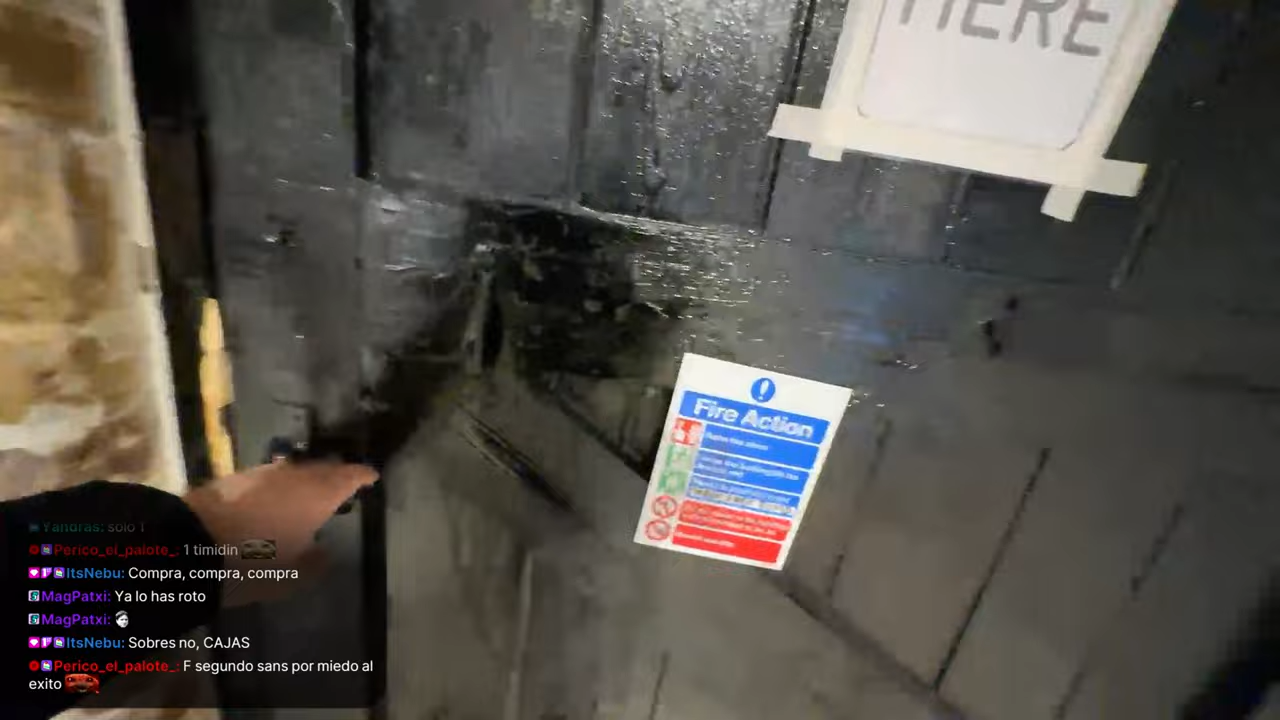 HERE
Fire Action
Yandras: solo 1
Perico_el_palote_: 1 timidin
ItsNebu: Compra, compra, compra
MagPatxi: Ya lo has roto
MagPatxi:
ItsNebu: Sobres no, CAJAS
Perico_el_palote_: F segundo sans por miedo al
exito